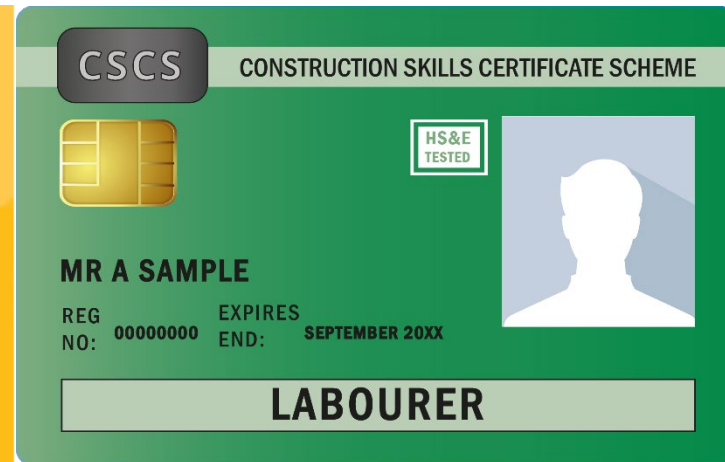 CSCS
CONSTRUCTION SKILLS CERTIFICATE SCHEME
HS&E
TESTED
MR A SAMPLE
REG NO: 00000000 EXPIRES END: SEPTEMBER 20XX
LABOURER